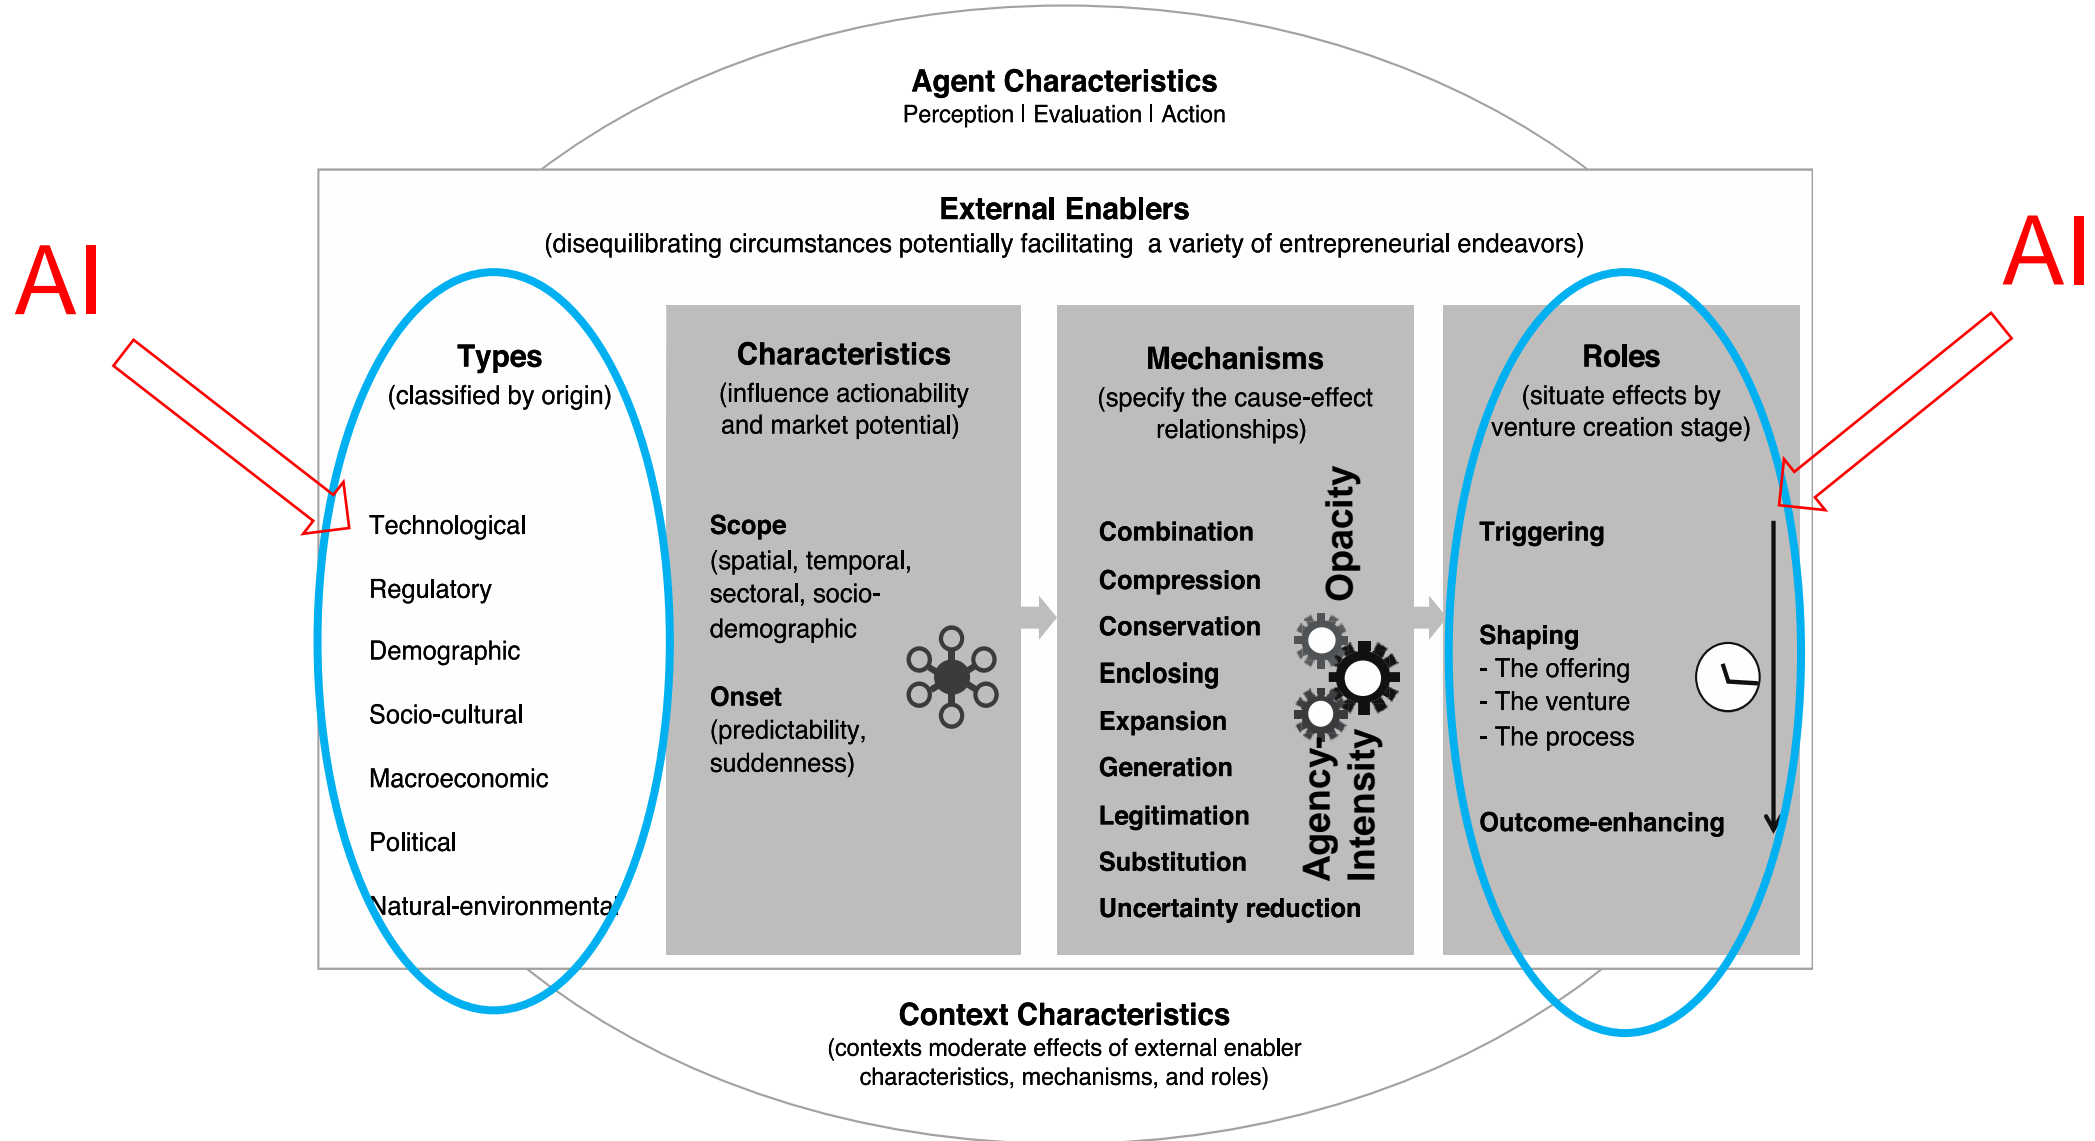 Agent Characteristics
Perception | Evaluation | Action
External Enablers
(disequilibrating circumstances potentially facilitating a variety of entrepreneurial endeavors)
AI
AI
Types
(classified by origin)
Technological
Regulatory
Demographic
Socio-cultural
Macroeconomic
Political
Natural-environmental
Characteristics
(influence actionability
and market potential)
Scope
(spatial, temporal,
sectoral, socio-
demographic
Onset
(predictability,
suddenness)
Mechanisms
(specify the cause-effect
relationships)
Combination
Compression
Conservation
Enclosing
Expansion
Generation
Legitimation
Substitution
Uncertainty reduction
Opacity
Agency-
Intensity
Roles
(situate effects by
venture creation stage)
Triggering
Shaping
- The offering
- The venture
- The process
Outcome-enhancing
Context Characteristics
(contexts moderate effects of external enabler
characteristics, mechanisms, and roles)